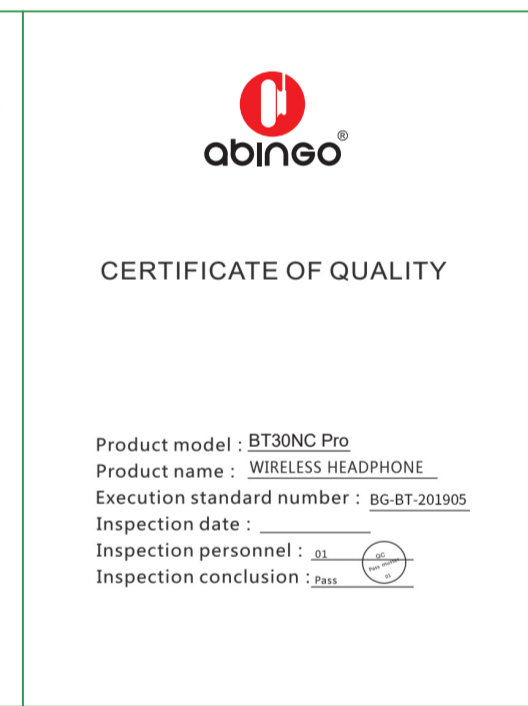 abingo®
CERTIFICATE OF QUALITY
Product model : BT30NC Pro
Product name : WIRELESS HEADPHONE
Execution standard number : BG-BT-201905
Inspection date :
Inspection personnel : 01
Inspection conclusion : Pass
QC
Pass
01